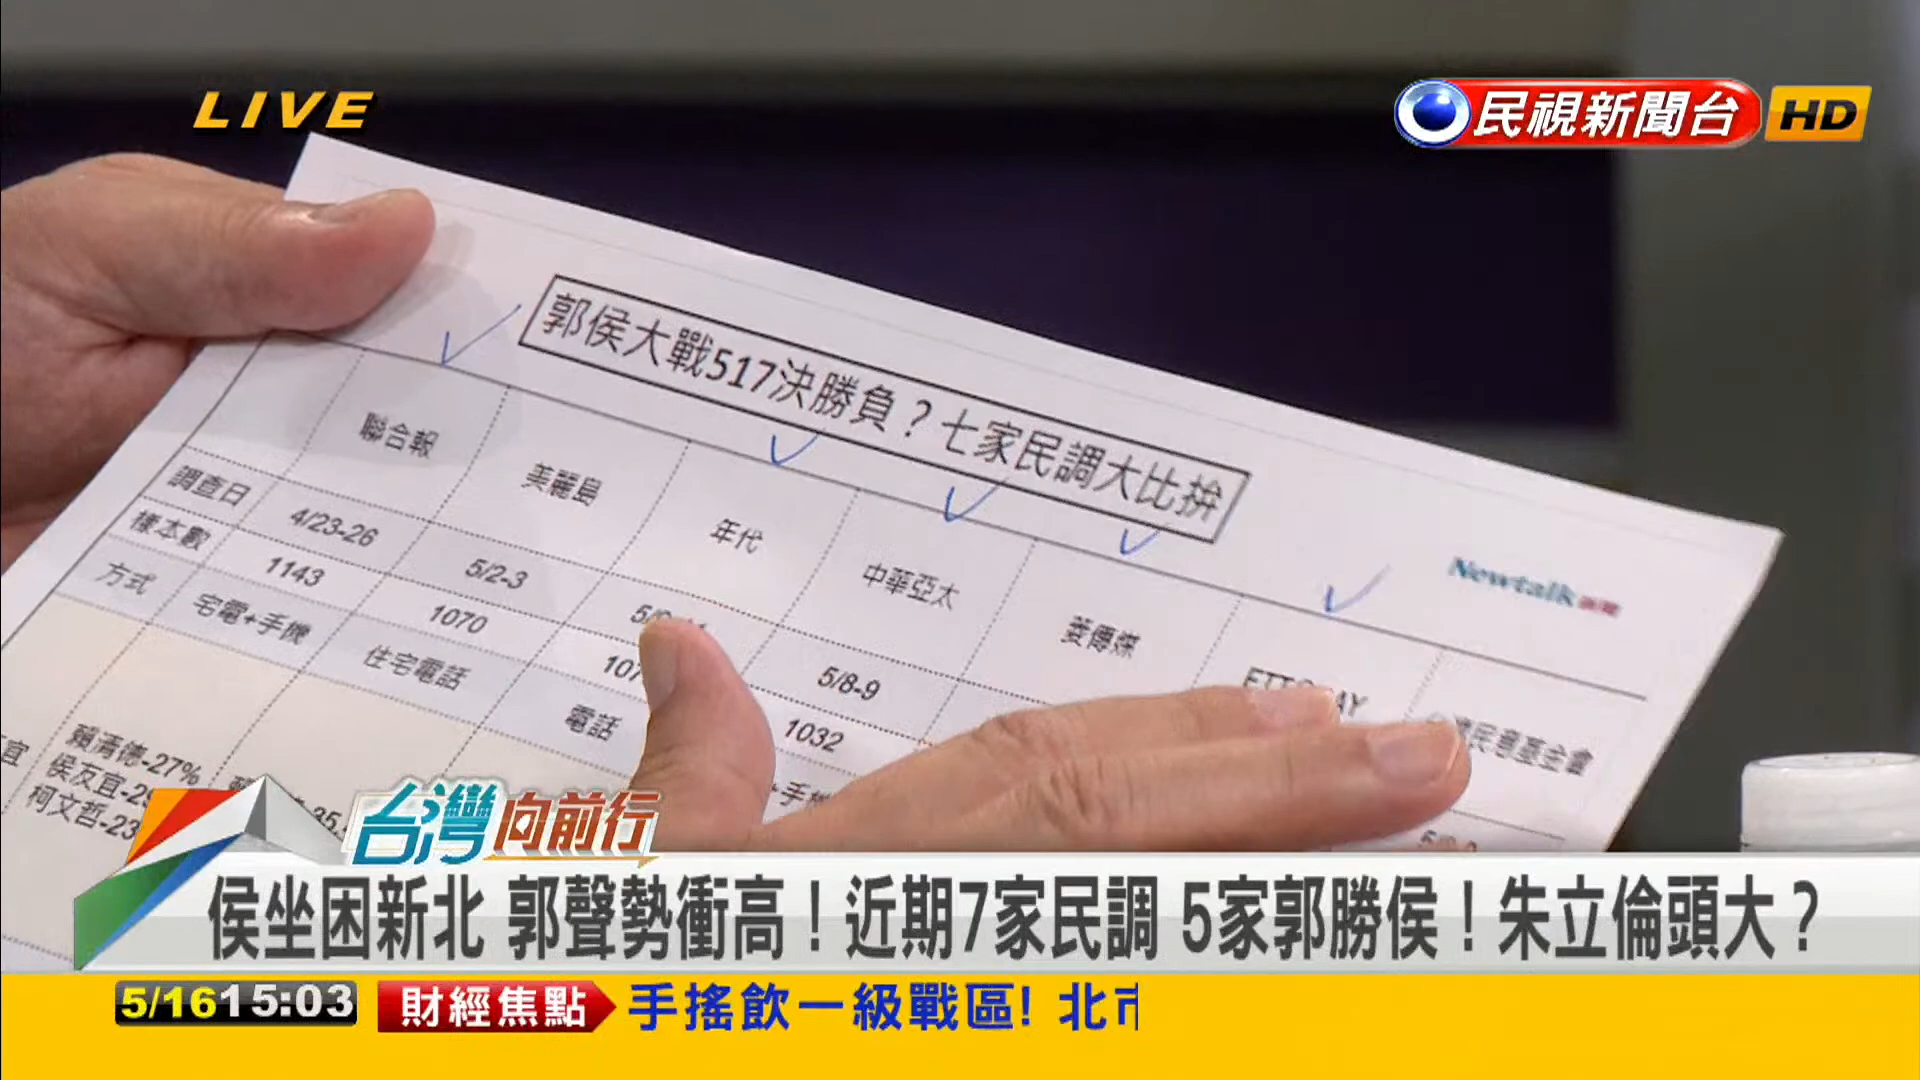 LIVE
民視新聞台 HD
郭侯大戰517決勝負？七家民調大比拚
Newtalk
聯合報 美麗島 年代 中華亞太 菱傳媒
調查日 4/23-26 5/2-3 5/8-9
樣本數 1143 1070 1032
方式 宅電+手機 住宅電話 電話
賴清德-27%
侯友宜
柯文哲-23
台灣向前行
侯坐困新北 郭聲勢衝高！近期7家民調 5家郭勝侯！朱立倫頭大？
5/16 15:03 財經焦點 手搖飲一級戰區! 北